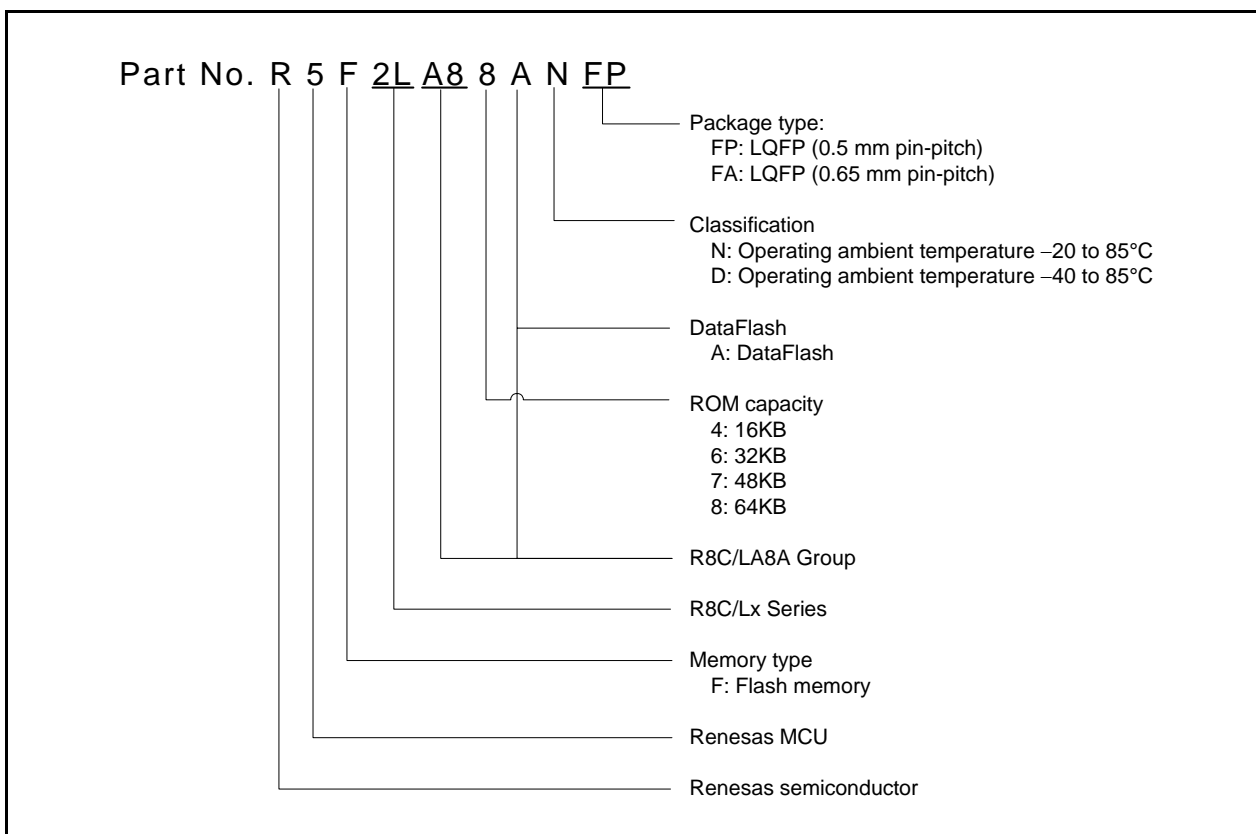 Part No. R 5 F 2L A8 8 A N FP
Package type:
FP: LQFP (0.5 mm pin-pitch)
FA: LQFP (0.65 mm pin-pitch)
Classification
N: Operating ambient temperature −20 to 85°C
D: Operating ambient temperature −40 to 85°C
DataFlash
A: DataFlash
ROM capacity
4: 16KB
6: 32KB
7: 48KB
8: 64KB
R8C/LA8A Group
R8C/Lx Series
Memory type
F: Flash memory
Renesas MCU
Renesas semiconductor